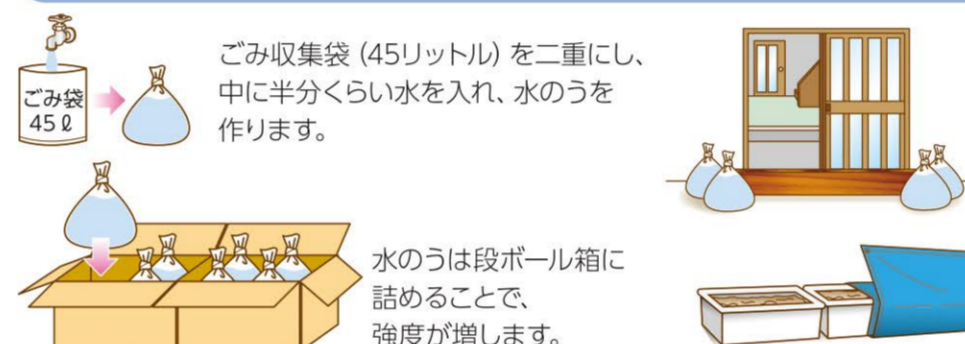 ごみ袋
45ℓ
ごみ収集袋（45リットル）を二重にし、
中に半分くらい水を入れ、水のうを
作ります。
水のうは段ボール箱に
詰めることで、
強度が増します。